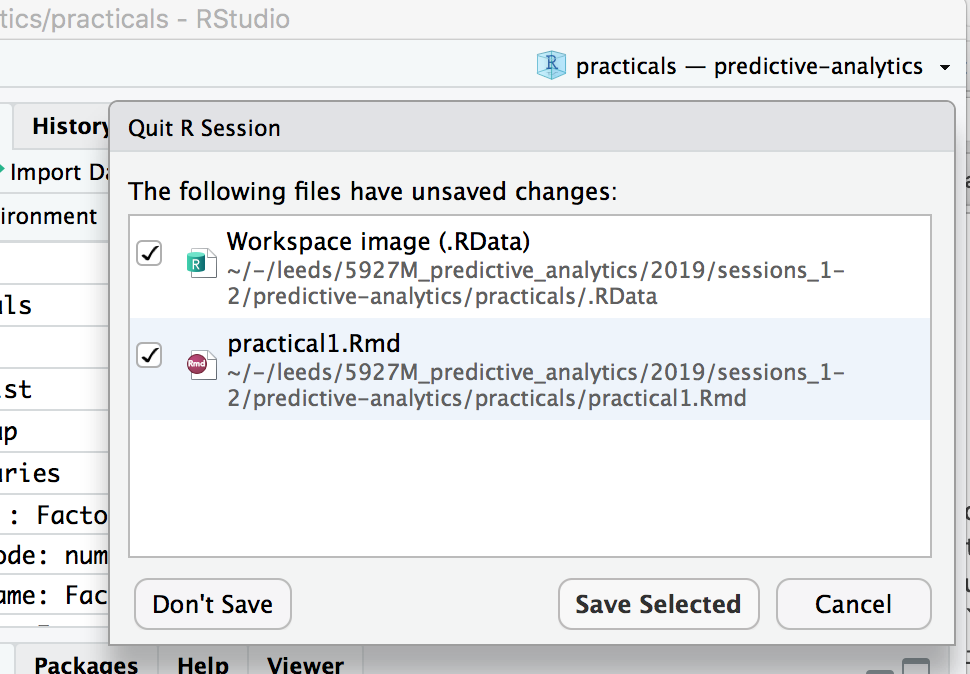 tics/practicals - RStudio
practicals — predictive-analytics
History
Import Da
ironment
als
ist
up
aries
: Facto
ode: num
ame: Fac
Quit R Session
The following files have unsaved changes:
Workspace image (.RData)
~/-/leeds/5927M_predictive_analytics/2019/sessions_1-
2/predictive-analytics/practicals/.RData
practical1.Rmd
~/-/leeds/5927M_predictive_analytics/2019/sessions_1-
2/predictive-analytics/practicals/practical1.Rmd
Don't Save
Save Selected
Cancel
Packages Help Viewer